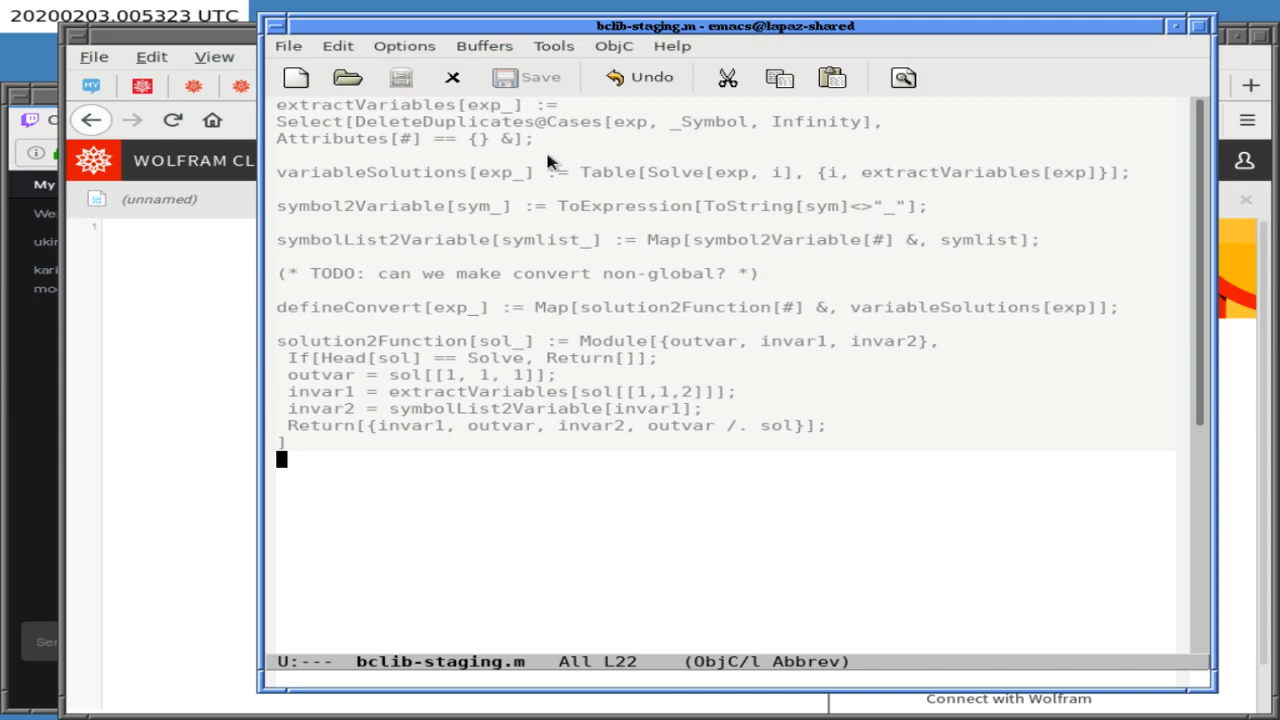 20200203.005323 UTC
bclib-staging.m - emacs@lapaz-shared
File Edit Options Buffers Tools ObjC Help
Save Undo
extractVariables[exp_] :=
Select[DeleteDuplicates@Cases[exp, _Symbol, Infinity],
Attributes[#] == {} &];
variableSolutions[exp_] := Table[Solve[exp, i], {i, extractVariables[exp]}];
symbol2Variable[sym_] := ToExpression[ToString[sym]<>"_"];
symbolList2Variable[symlist_] := Map[symbol2Variable[#] &, symlist];
(* TODO: can we make convert non-global? *)
defineConvert[exp_] := Map[solution2Function[#] &, variableSolutions[exp]];
solution2Function[sol_] := Module[{outvar, invar1, invar2},
If[Head[sol] == Solve, Return[]];
outvar = sol[[1, 1, 1]];
invar1 = extractVariables[sol[[1,1,2]]];
invar2 = symbolList2Variable[invar1];
Return[{invar1, outvar, invar2, outvar /. sol}];
]
U:--- bclib-staging.m All L22 (ObjC/l Abbrev)
File Edit View
MY
WOLFRAM CL
(unnamed)
1
My
We
Connect with Wolfram